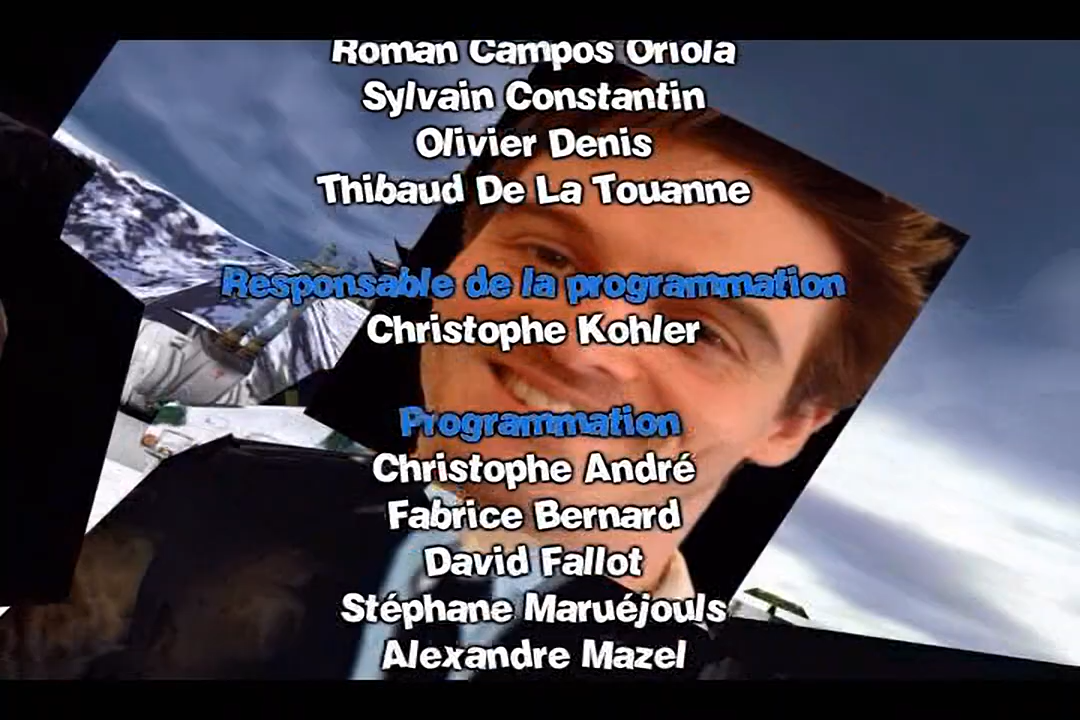 Roman Campos Oriola
Sylvain Constantin
Olivier Denis
Thibaud De La Touanne
Responsable de la programmation
Christophe Kohler
Programmation
Christophe André
Fabrice Bernard
David Fallot
Stéphane Maruéjouls
Alexandre Mazel